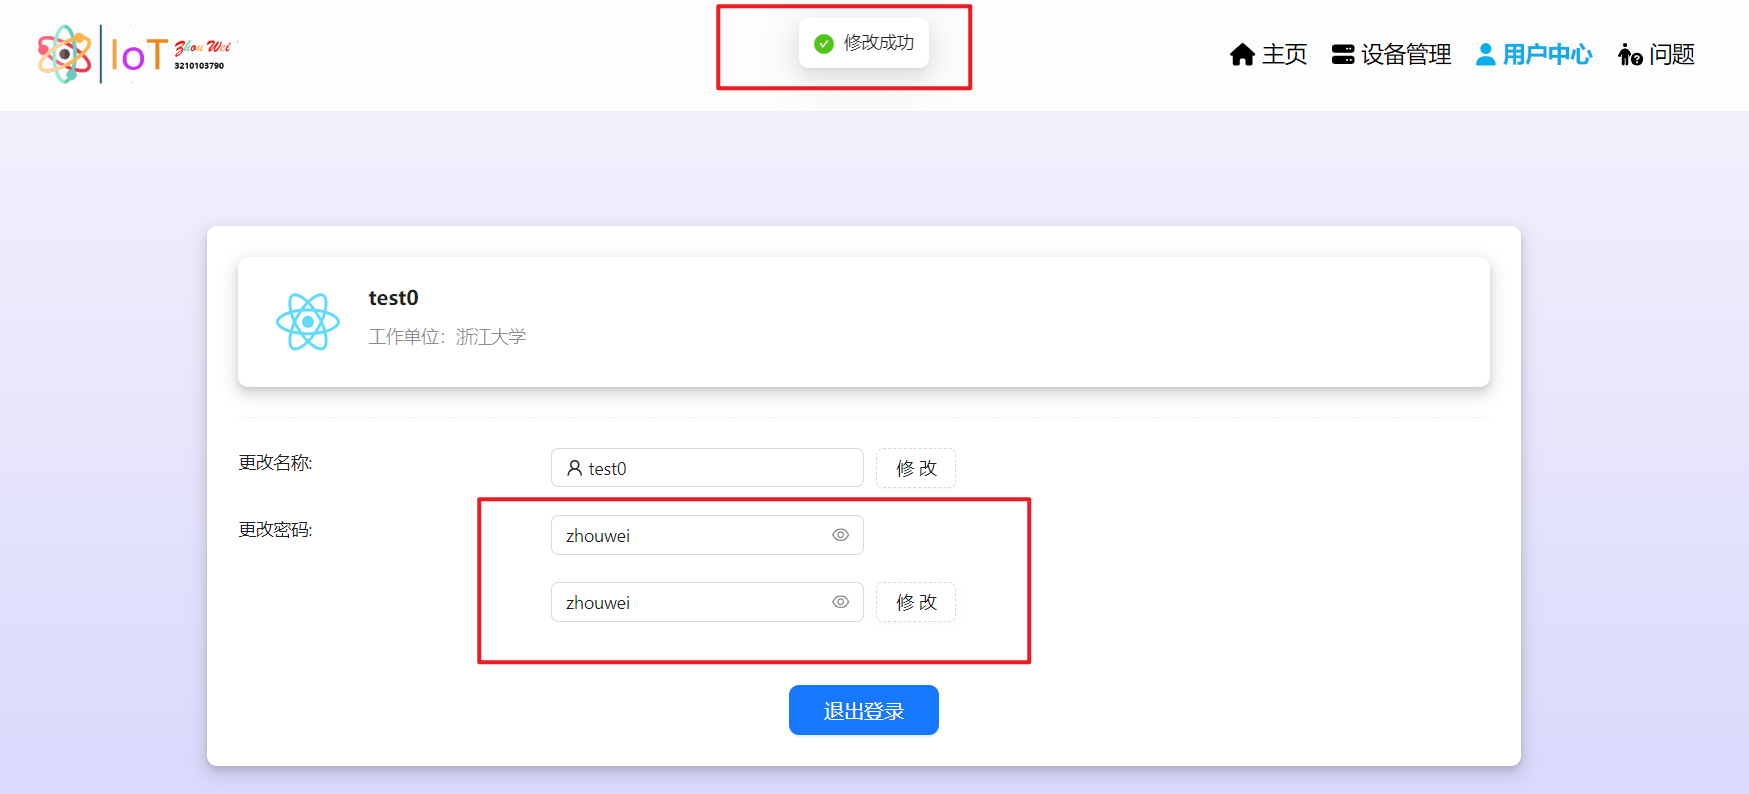 IoT
Zhou Wei
3210103790
修改成功
主页
设备管理
用户中心
问题
test0
工作单位：浙江大学
更改名称:
test0
修 改
更改密码:
zhouwei
zhouwei
修 改
退出登录